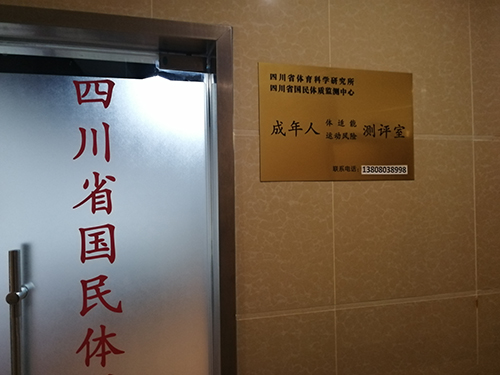 四川省国民体
四川省体育科学研究所
四川省国民体质监测中心
成年人 体适能 运动风险 测评室
联系电话：13808038998